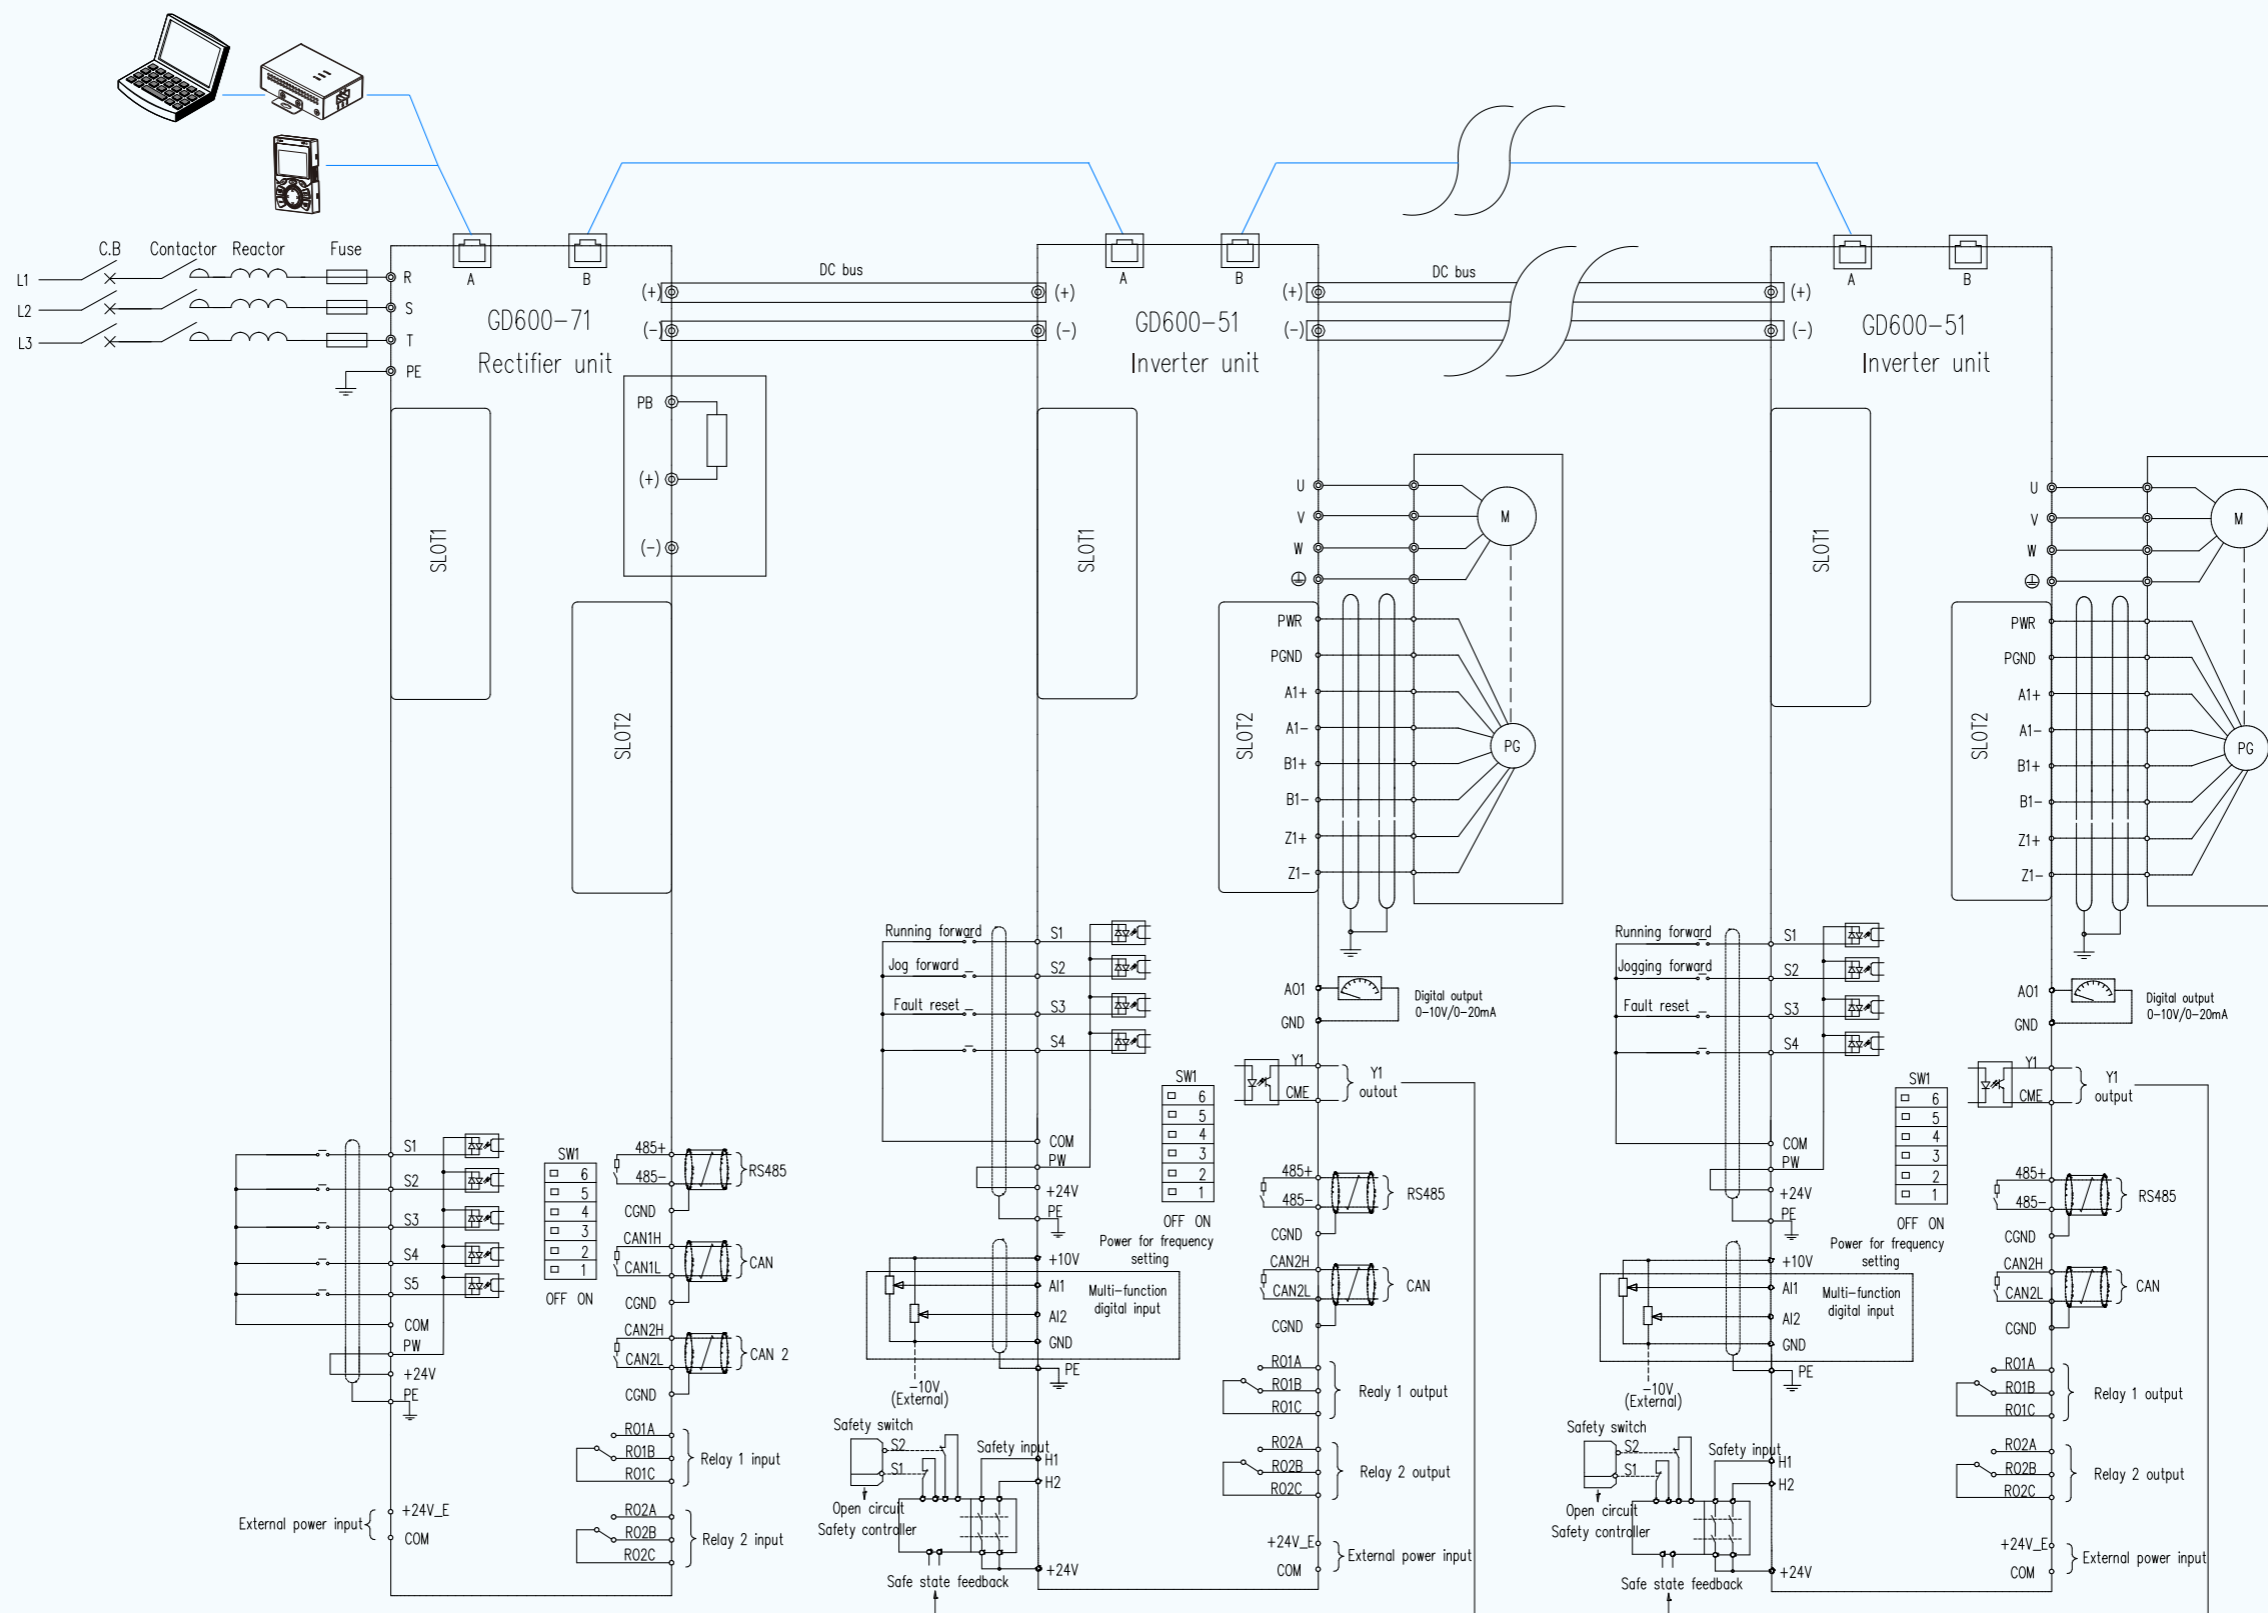 C.B
Contactor
Reactor
Fuse
L1
L2
L3
R
S
T
PE
A
B
GD600-71
Rectifier unit
(+)
(-)
DC bus
(+)
(-)
PB
(+)
(-)
SLOT1
SLOT2
S1
S2
S3
S4
S5
COM
PW
+24V
PE
SW1
6
5
4
3
2
1
OFF ON
485+
485-
CGND
RS485
CAN1H
CAN1L
CGND
CAN
CAN2H
CAN2L
CGND
CAN 2
RO1A
RO1B
RO1C
Relay 1 input
RO2A
RO2B
RO2C
Relay 2 input
External power input
+24V_E
COM
A
B
GD600-51
Inverter unit
(+)
(-)
DC bus
(+)
(-)
SLOT1
U
V
W
M
SLOT2
PWR
PGND
A1+
A1-
B1+
B1-
Z1+
Z1-
PG
Running forward
S1
Jog forward
S2
Fault reset
S3
S4
COM
PW
+24V
PE
AO1
GND
Digital output
0-10V/0-20mA
Y1
CME
Y1
outout
SW1
6
5
4
3
2
1
OFF ON
485+
485-
CGND
RS485
Power for frequency
setting
+10V
AI1
AI2
GND
PE
Multi-function
digital input
-10V
(External)
CAN2H
CAN2L
CGND
CAN
RO1A
RO1B
RO1C
Realy 1 output
RO2A
RO2B
RO2C
Relay 2 output
Safety switch
S2
S1
Safety input
H1
H2
Open circuit
Safety controller
+24V
Safe state feedback
+24V_E
COM
External power input
A
B
GD600-51
Inverter unit
SLOT1
U
V
W
M
SLOT2
PWR
PGND
A1+
A1-
B1+
B1-
Z1+
Z1-
PG
Running forward
S1
Jogging forward
S2
Fault reset
S3
S4
COM
PW
+24V
PE
AO1
GND
Digital output
0-10V/0-20mA
Y1
CME
Y1
output
SW1
6
5
4
3
2
1
OFF ON
485+
485-
CGND
RS485
Power for frequency
setting
+10V
AI1
AI2
GND
PE
Multi-function
digital input
-10V
(External)
CAN2H
CAN2L
CGND
CAN
RO1A
RO1B
RO1C
Relay 1 output
RO2A
RO2B
RO2C
Relay 2 output
Safety switch
S2
S1
Safety input
H1
H2
Open circuit
Safety controller
+24V
Safe state feedback
+24V_E
COM
External power input